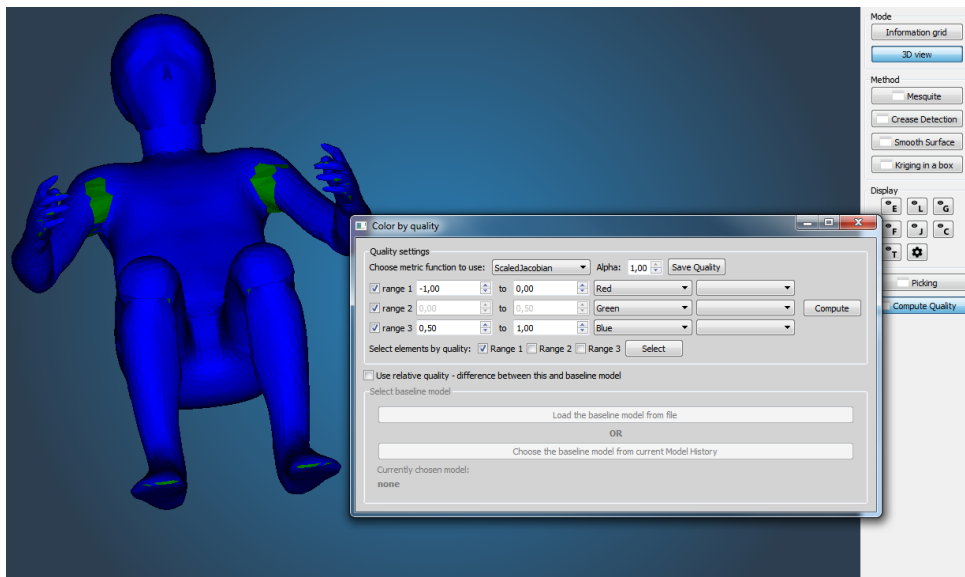 Mode
Information grid
3D view
Method
Mesquite
Crease Detection
Smooth Surface
Kriging in a box
Display
E L G
F J C
T
Picking
Compute Quality
Color by quality
Quality settings
Choose metric function to use: ScaledJacobian Alpha: 1,00 Save Quality
range 1 -1,00 to 0,00 Red
range 2 0,00 to 0,50 Green Compute
range 3 0,50 to 1,00 Blue
Select elements by quality: Range 1 Range 2 Range 3 Select
Use relative quality - difference between this and baseline model
Select baseline model
Load the baseline model from file
OR
Choose the baseline model from current Model History
Currently chosen model:
none